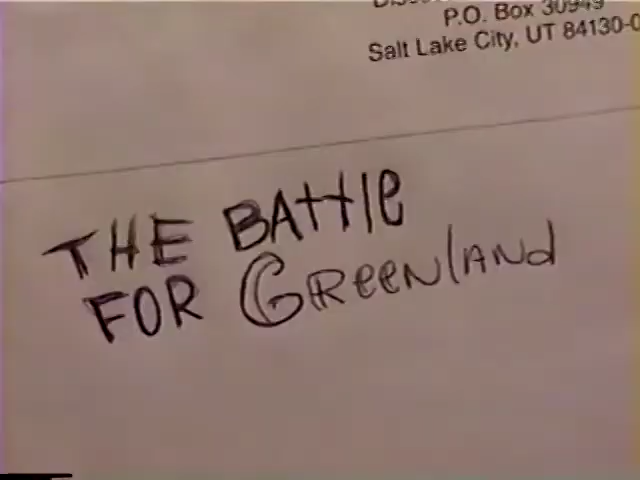 P.O. Box 30949
Salt Lake City, UT 84130-0
THE BAttlE
FOR GReeNlANd